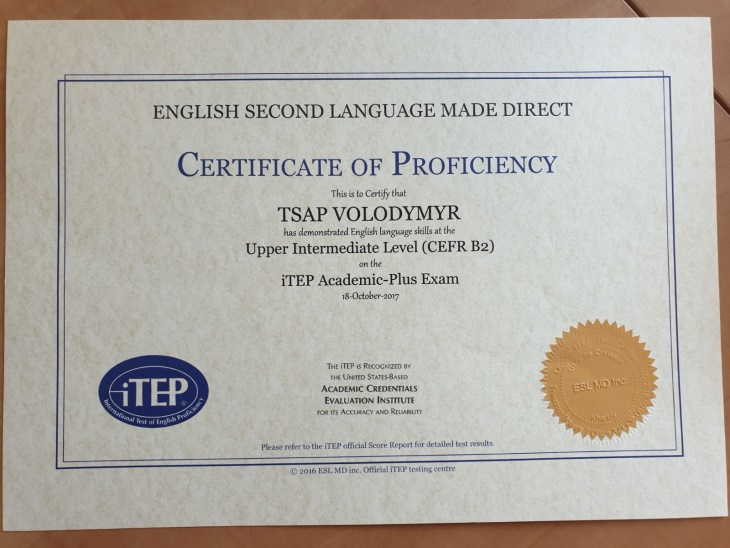 ENGLISH SECOND LANGUAGE MADE DIRECT
CERTIFICATE OF PROFICIENCY
This is to Certify that
TSAP VOLODYMYR
has demonstrated English language skills at the
Upper Intermediate Level (CEFR B2)
on the
iTEP Academic-Plus Exam
18-October-2017
iTEP®
International Test of English Proficiency
THE iTEP IS RECOGNIZED BY
THE UNITED STATES-BASED
ACADEMIC CREDENTIALS
EVALUATION INSTITUTE
FOR ITS ACCURACY AND RELIABILITY
ESL MD Inc.
Please refer to the iTEP official Score Report for detailed test results.
© 2016 ESL MD inc. Official iTEP testing centre